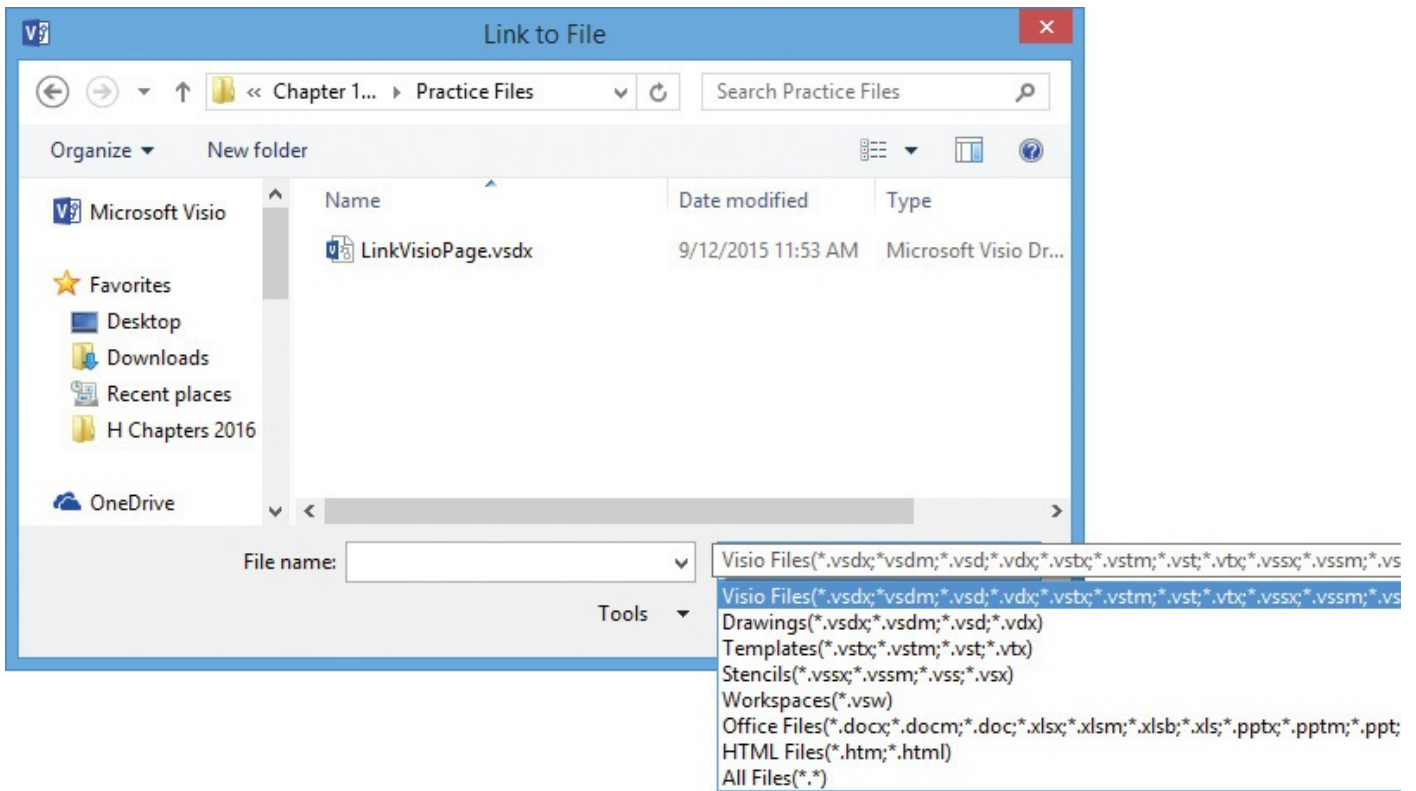 Link to File
« Chapter 1... Practice Files
Search Practice Files
Organize
New folder
Microsoft Visio
Favorites
Desktop
Downloads
Recent places
H Chapters 2016
OneDrive
Name Date modified Type
LinkVisioPage.vsdx 9/12/2015 11:53 AM Microsoft Visio Dr...
File name:
Visio Files(*.vsdx;*vsdm;*.vsd;*.vdx;*.vstx;*.vstm;*.vst;*.vtx;*.vssx;*.vssm;*.vs
Tools
Visio Files(*.vsdx;*vsdm;*.vsd;*.vdx;*.vstx;*.vstm;*.vst;*.vtx;*.vssx;*.vssm;*.vs
Drawings(*.vsdx;*.vsdm;*.vsd;*.vdx)
Templates(*.vstx;*.vstm;*.vst;*.vtx)
Stencils(*.vssx;*.vssm;*.vss;*.vsx)
Workspaces(*.vsw)
Office Files(*.docx;*.docm;*.doc;*.xlsx;*.xlsm;*.xlsb;*.xls;*.pptx;*.pptm;*.ppt;
HTML Files(*.htm;*.html)
All Files(*.*)